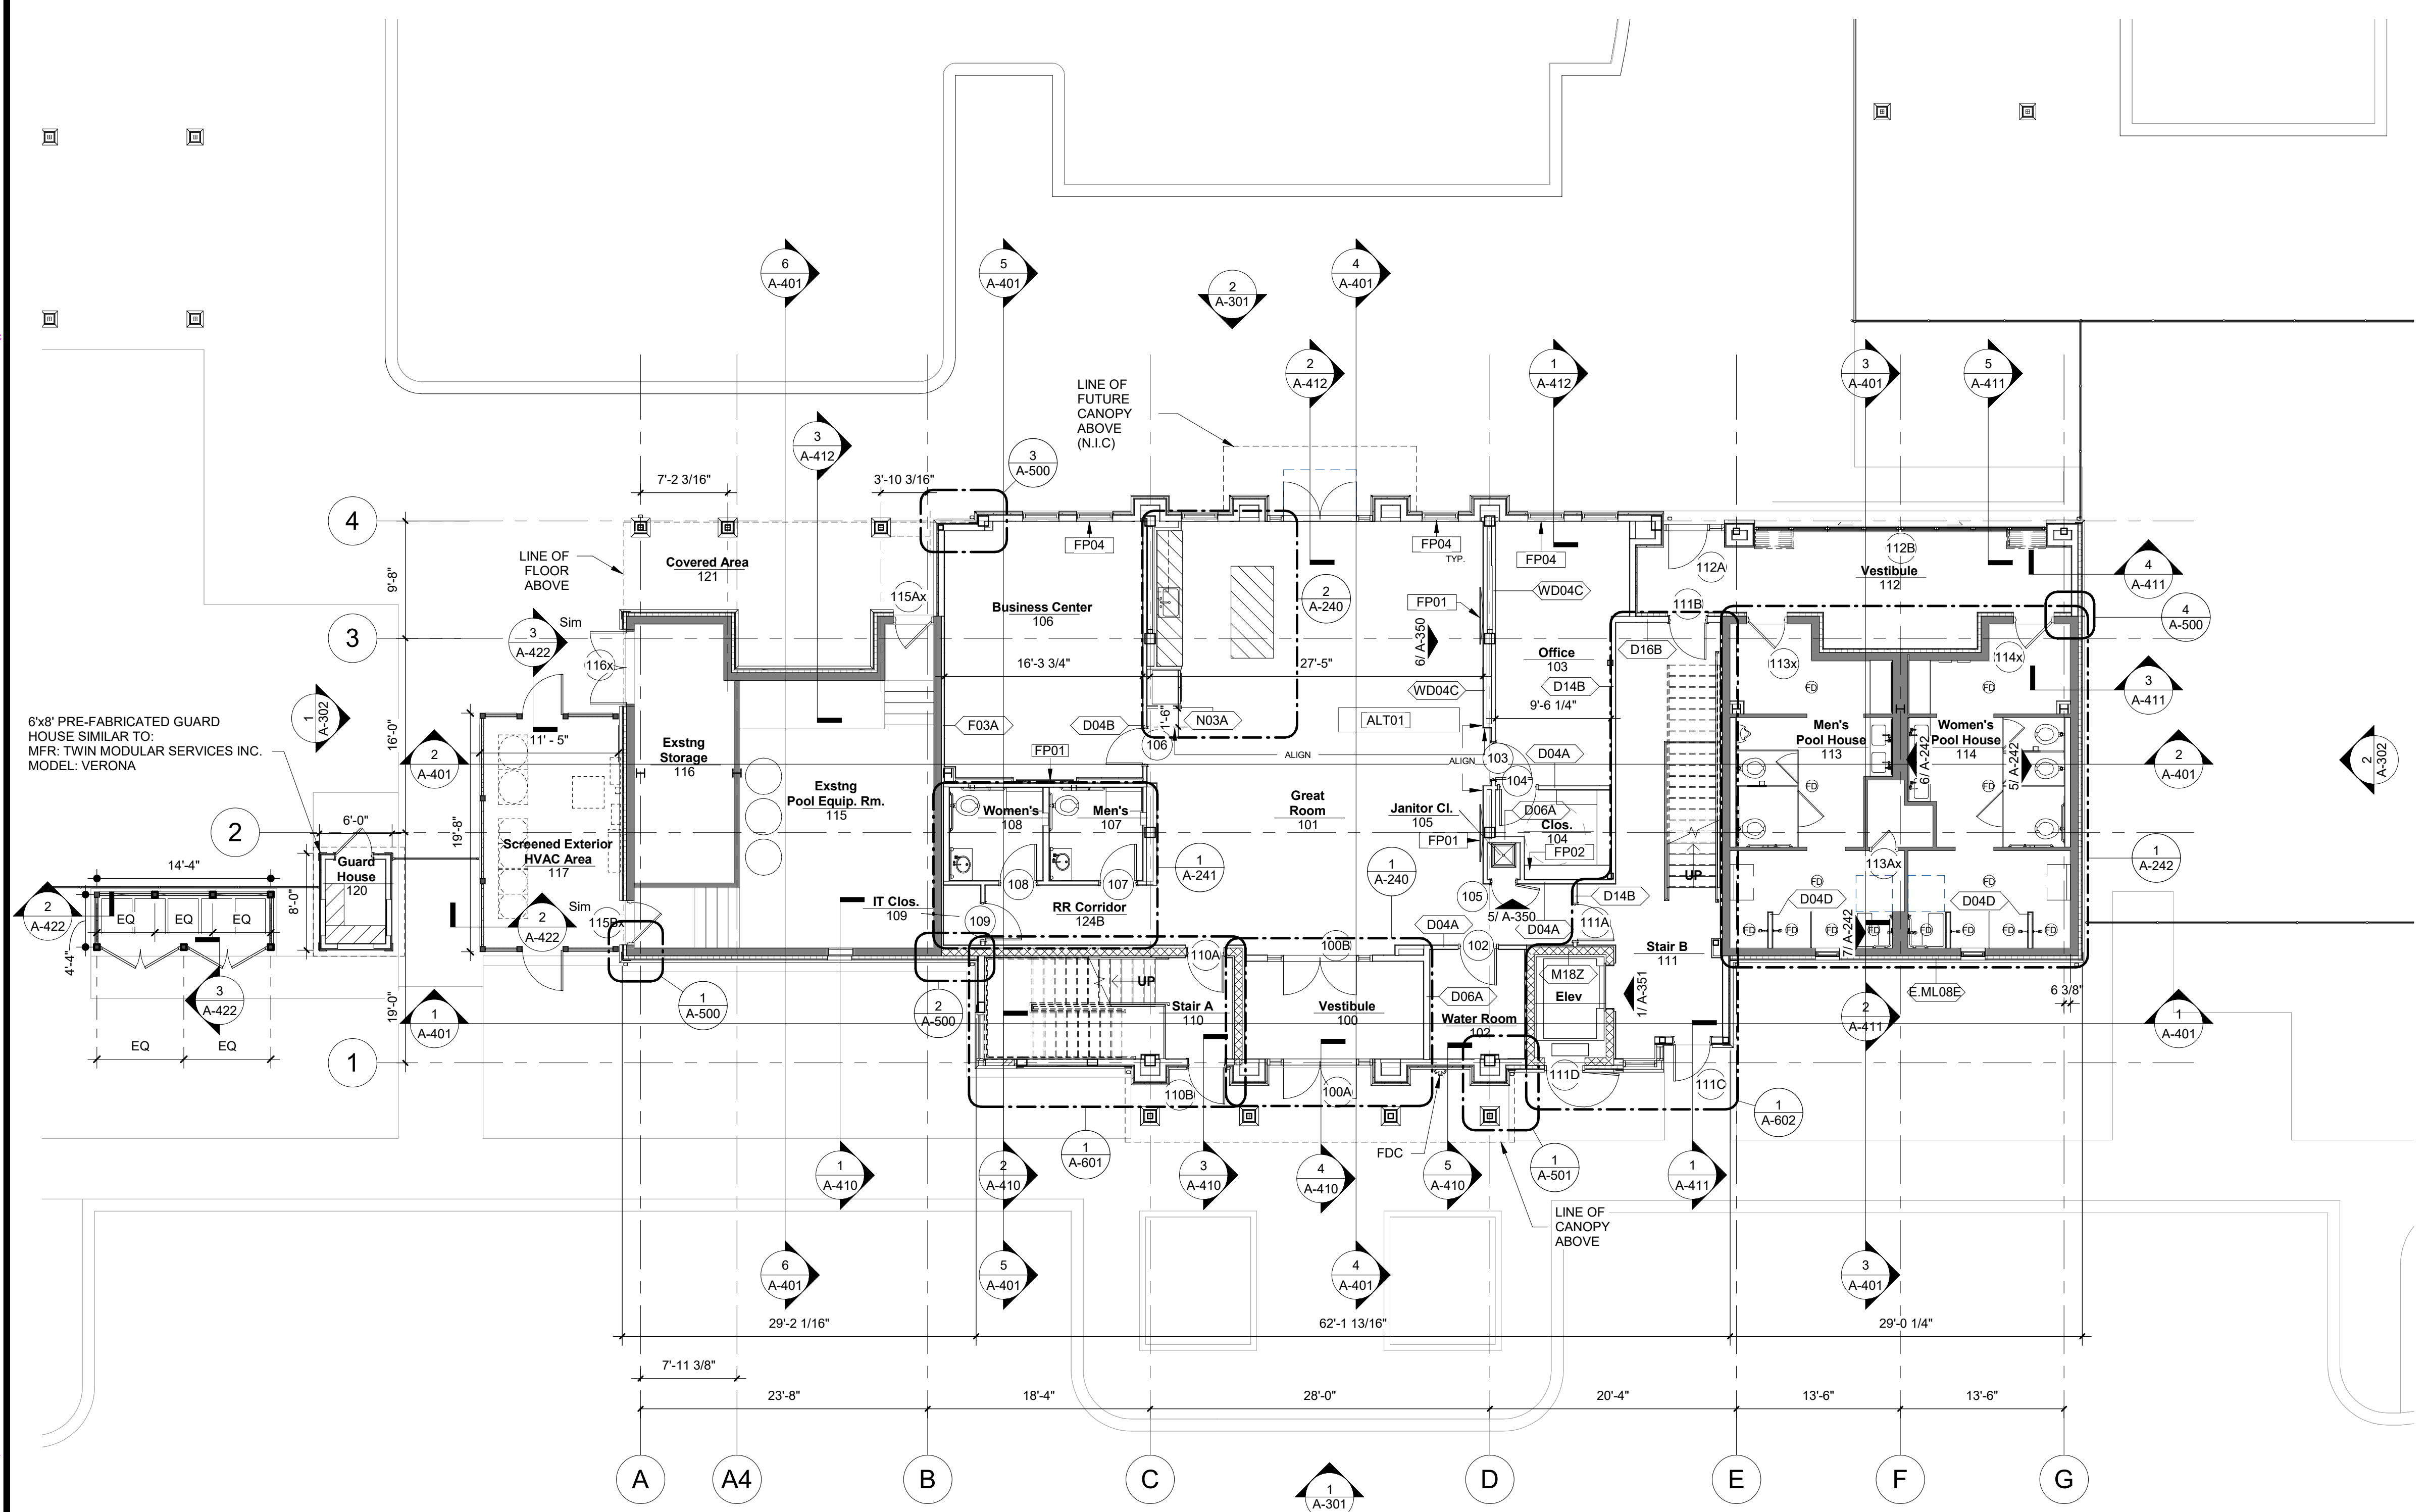 6
A-401
5
A-401
4
A-401
2
A-301
2
A-412
1
A-412
3
A-401
5
A-411
LINE OF
FUTURE
CANOPY
ABOVE
(N.I.C)
3
A-412
3
A-500
7'-2 3/16"
3'-10 3/16"
4
LINE OF
FLOOR
ABOVE
Covered Area
121
FP04
FP04
TYP.
FP04
112A
112B
Vestibule
112
4
A-411
9'-8"
115Ax
Business Center
106
2
A-240
WD04C
FP01
111B
4
A-500
3
3
A-422
Sim
116x
6/ A-350
D16B
Office
103
113x
114x
16'-3 3/4"
27'-5"
WD04C
D14B
FD
FD
3
A-411
1
A-302
6'x8' PRE-FABRICATED GUARD
HOUSE SIMILAR TO:
MFR: TWIN MODULAR SERVICES INC.
MODEL: VERONA
16'-0"
11' - 5"
F03A
D04B
1'-6"
N03A
ALT01
9'-6 1/4"
Men's
Pool House
113
Women's
Pool House
114
Exstng
Storage
116
106
FP01
ALIGN
ALIGN
103
D04A
6/ A-242
5/ A-242
2
A-401
2
A-401
2
A-302
104
FD
FD
Exstng
Pool Equip. Rm.
115
Women's
108
Men's
107
Great
Room
101
Janitor Cl.
105
D06A
Clos.
104
FP01
FP02
2
6'-0"
19'-8"
Screened Exterior
HVAC Area
117
Guard
House
120
14'-4"
1
A-241
1
A-240
113Ax
1
A-242
UP
8'-0"
108
107
105
D14B
FD
FD
D04D
D04D
2
A-422
EQ
EQ
EQ
2
A-422
Sim
115Bx
IT Clos.
109
109
RR Corridor
124B
5/ A-350
D04A
D04A
111A
FD
FD
FD
FD
FD
FD
7/ A-242
4'-4"
110A
100B
102
Stair B
111
M18Z
Elev
UP
3
A-422
1
A-500
2
A-500
Stair A
110
Vestibule
100
D06A
Water Room
102
1/ A-351
E.ML08E
6 3/8"
19'-0"
1
A-401
2
A-411
1
A-401
EQ
EQ
1
110B
100A
111D
111C
1
A-602
FDC
1
A-601
1
A-410
2
A-410
3
A-410
4
A-410
5
A-410
1
A-501
1
A-411
LINE OF
CANOPY
ABOVE
6
A-401
5
A-401
4
A-401
3
A-401
29'-2 1/16"
62'-1 13/16"
29'-0 1/4"
7'-11 3/8"
23'-8"
18'-4"
28'-0"
20'-4"
13'-6"
13'-6"
A
A4
B
C
D
E
F
G
1
A-301